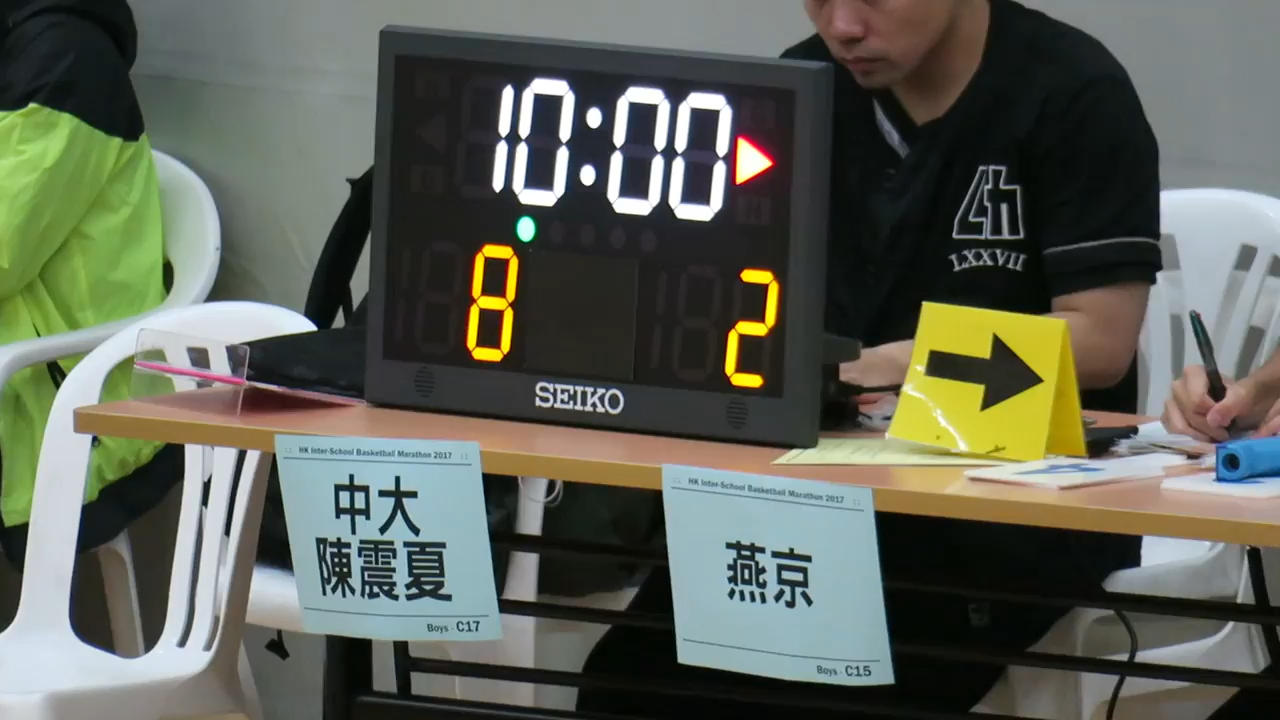 10:00
8 2
SEIKO
LXXVII
HK Inter-School Basketball Marathon 2017
中大
陳震夏
Boys - C17
HK Inter-School Basketball Marathon 2017
燕京
Boys - C15